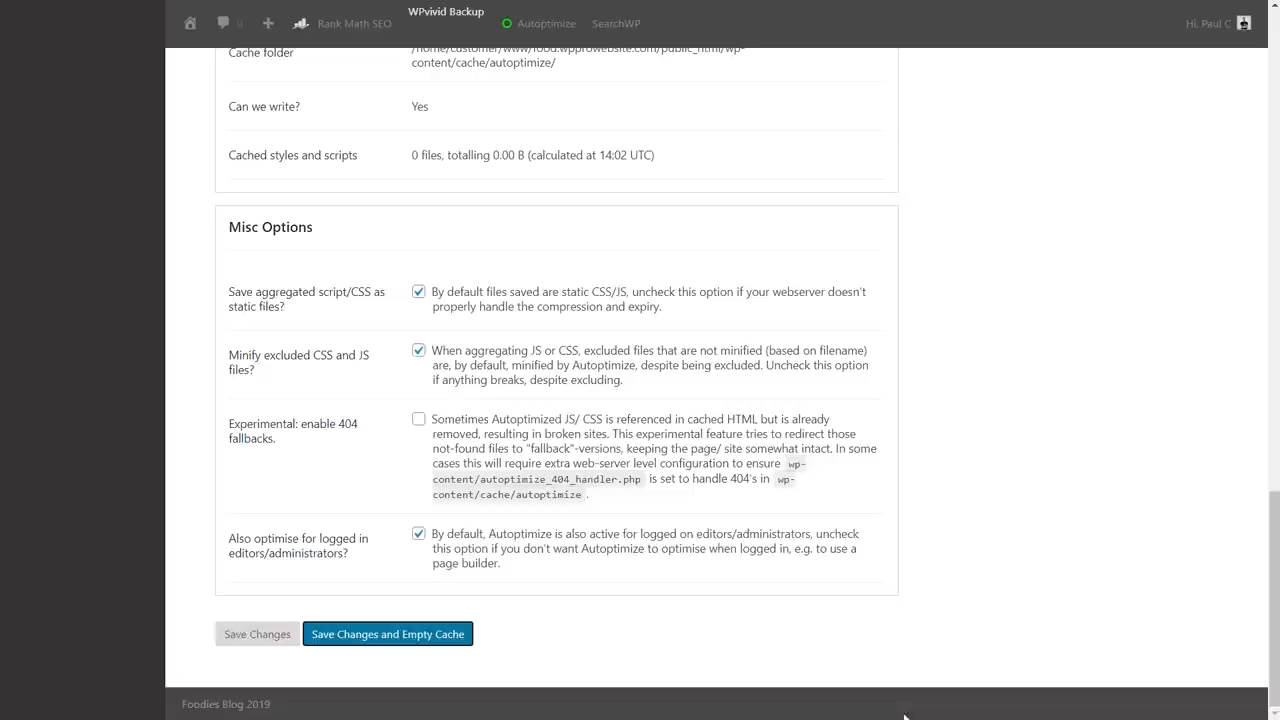 WPvivid Backup
0 Rank Math SEO Autoptimize SearchWP Hi, Paul C
Cache folder
/home/customer/www/food.wpprowebsite.com/public_html/wp-
content/cache/autoptimize/
Can we write? Yes
Cached styles and scripts 0 files, totalling 0.00 B (calculated at 14:02 UTC)
Misc Options
Save aggregated script/CSS as
static files?
By default files saved are static CSS/JS, uncheck this option if your webserver doesn't
properly handle the compression and expiry.
Minify excluded CSS and JS
files?
When aggregating JS or CSS, excluded files that are not minified (based on filename)
are, by default, minified by Autoptimize, despite being excluded. Uncheck this option
if anything breaks, despite excluding.
Experimental: enable 404
fallbacks.
Sometimes Autoptimized JS/ CSS is referenced in cached HTML but is already
removed, resulting in broken sites. This experimental feature tries to redirect those
not-found files to "fallback"-versions, keeping the page/ site somewhat intact. In some
cases this will require extra web-server level configuration to ensure wp-
content/autoptimize_404_handler.php is set to handle 404's in wp-
content/cache/autoptimize .
Also optimise for logged in
editors/administrators?
By default, Autoptimize is also active for logged on editors/administrators, uncheck
this option if you don't want Autoptimize to optimise when logged in, e.g. to use a
page builder.
Save Changes Save Changes and Empty Cache
Foodies Blog 2019